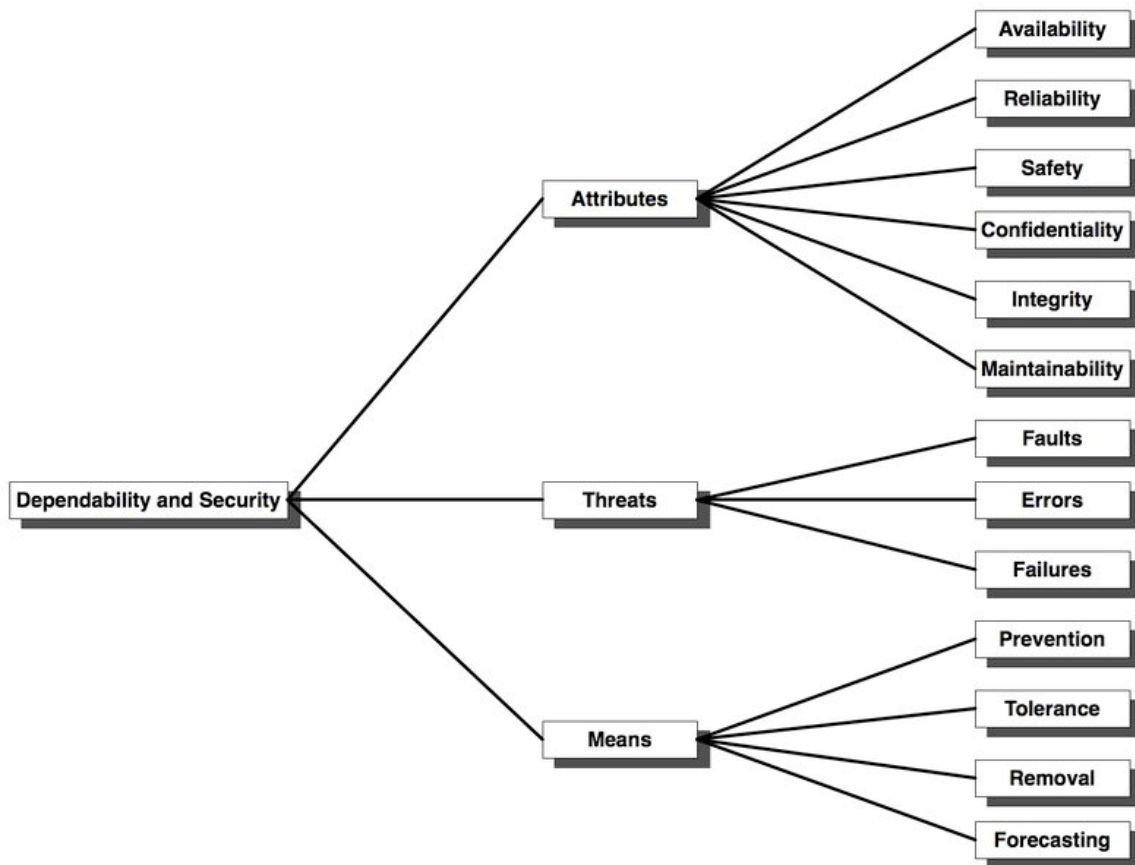 Availability
Reliability
Safety
Attributes
Confidentiality
Integrity
Maintainability
Faults
Dependability and Security
Threats
Errors
Failures
Prevention
Tolerance
Means
Removal
Forecasting